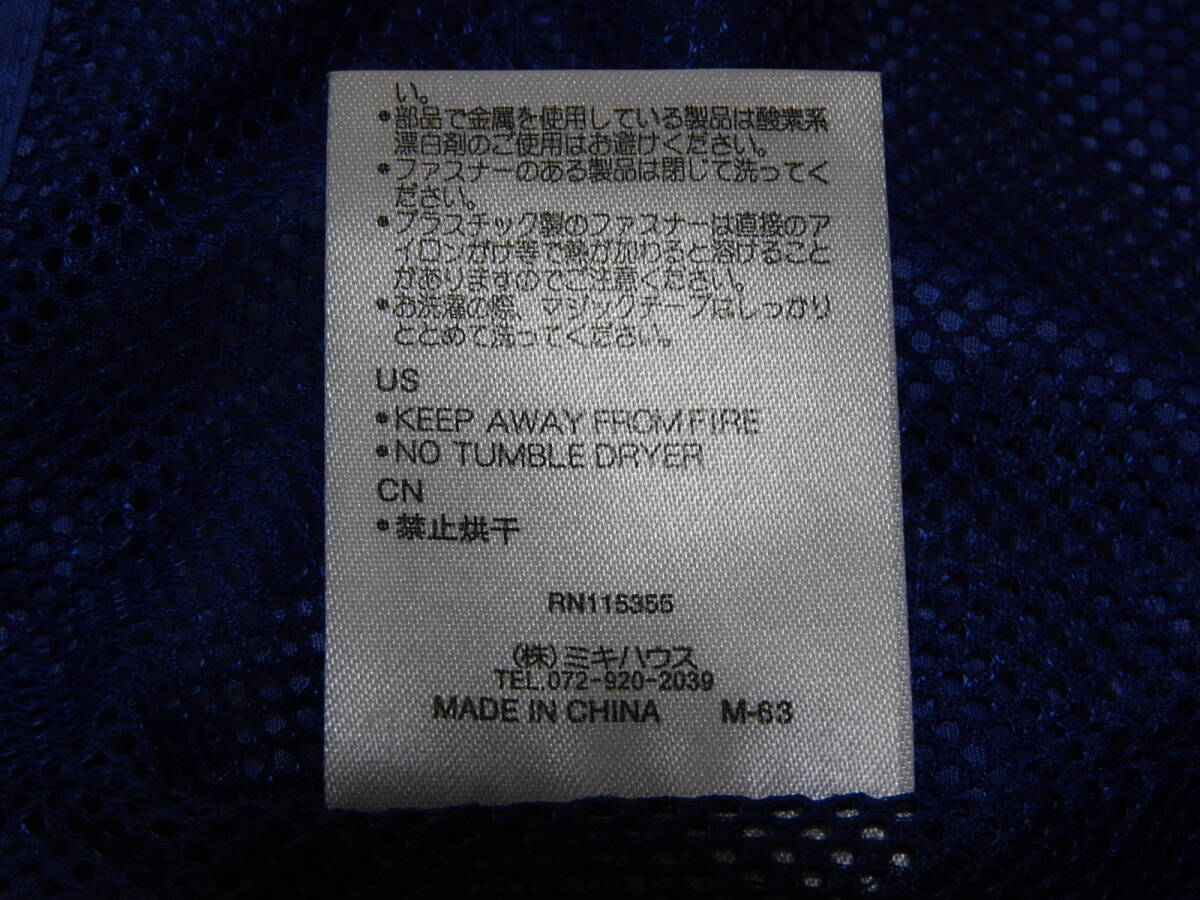 い。
•部品で金属を使用している製品は酸素系
漂白剤のご使用はお避けください。
•ファスナーのある製品は閉じて洗ってく
ださい。
•プラスチック製のファスナーは直接のア
イロンがけ等で熱が加わると溶けること
がありますのでご注意ください。
•お洗濯の際、マジックテープはしっかり
ととめて洗ってください。
US
•KEEP AWAY FROM FIRE
•NO TUMBLE DRYER
CN
•禁止烘干
RN115355
(株)ミキハウス
TEL.072-920-2039
MADE IN CHINA M-63